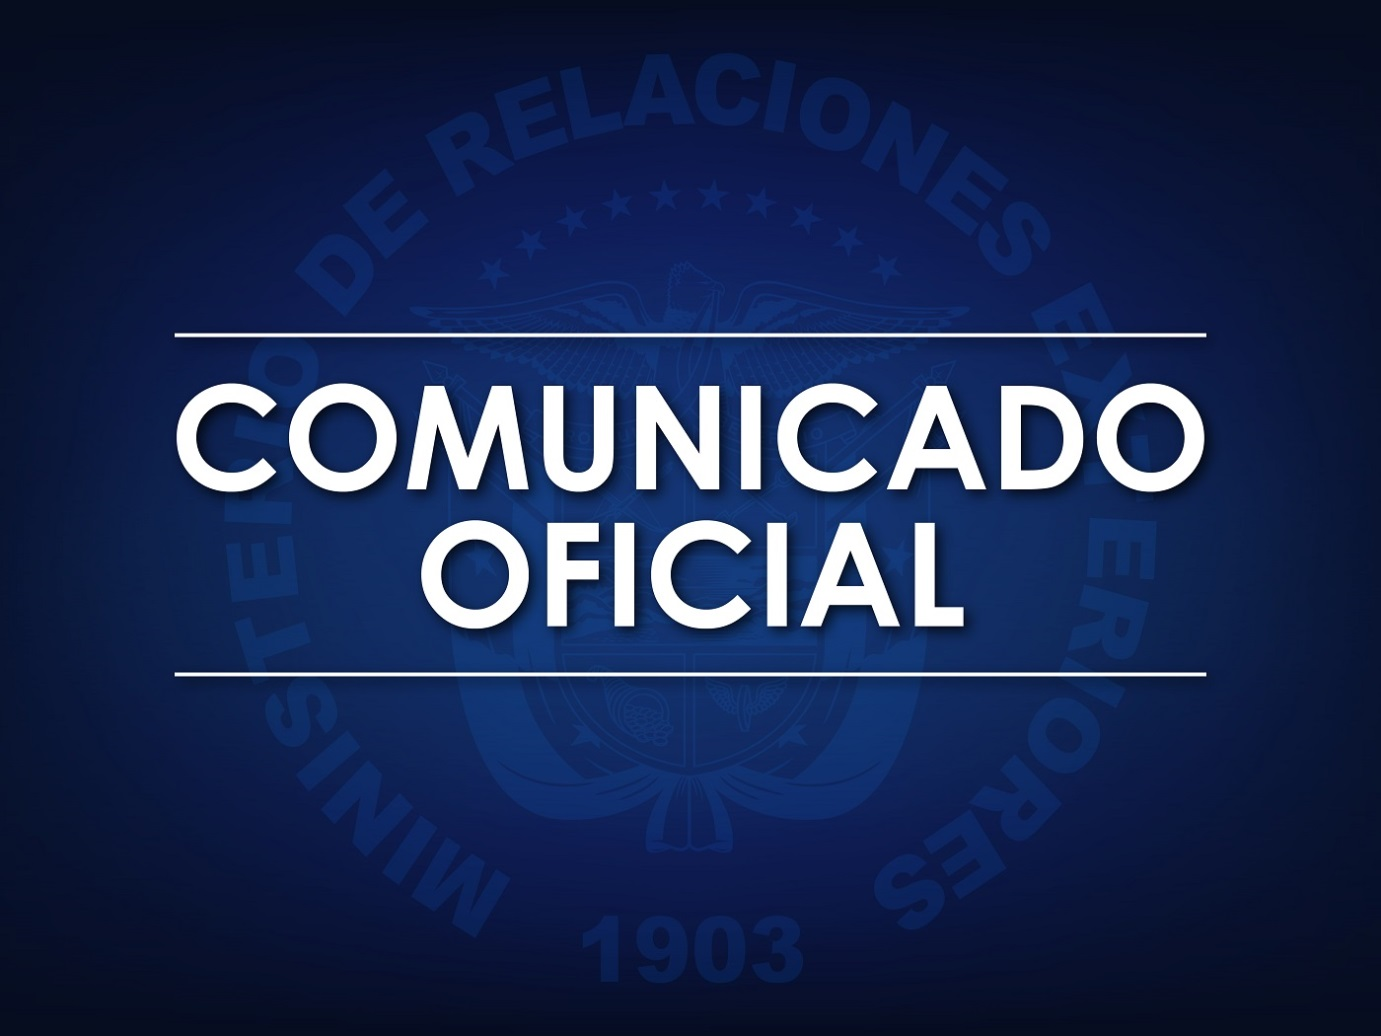 MINISTERIO DE RELACIONES EXTERIORES
COMUNICADO
OFICIAL
1903